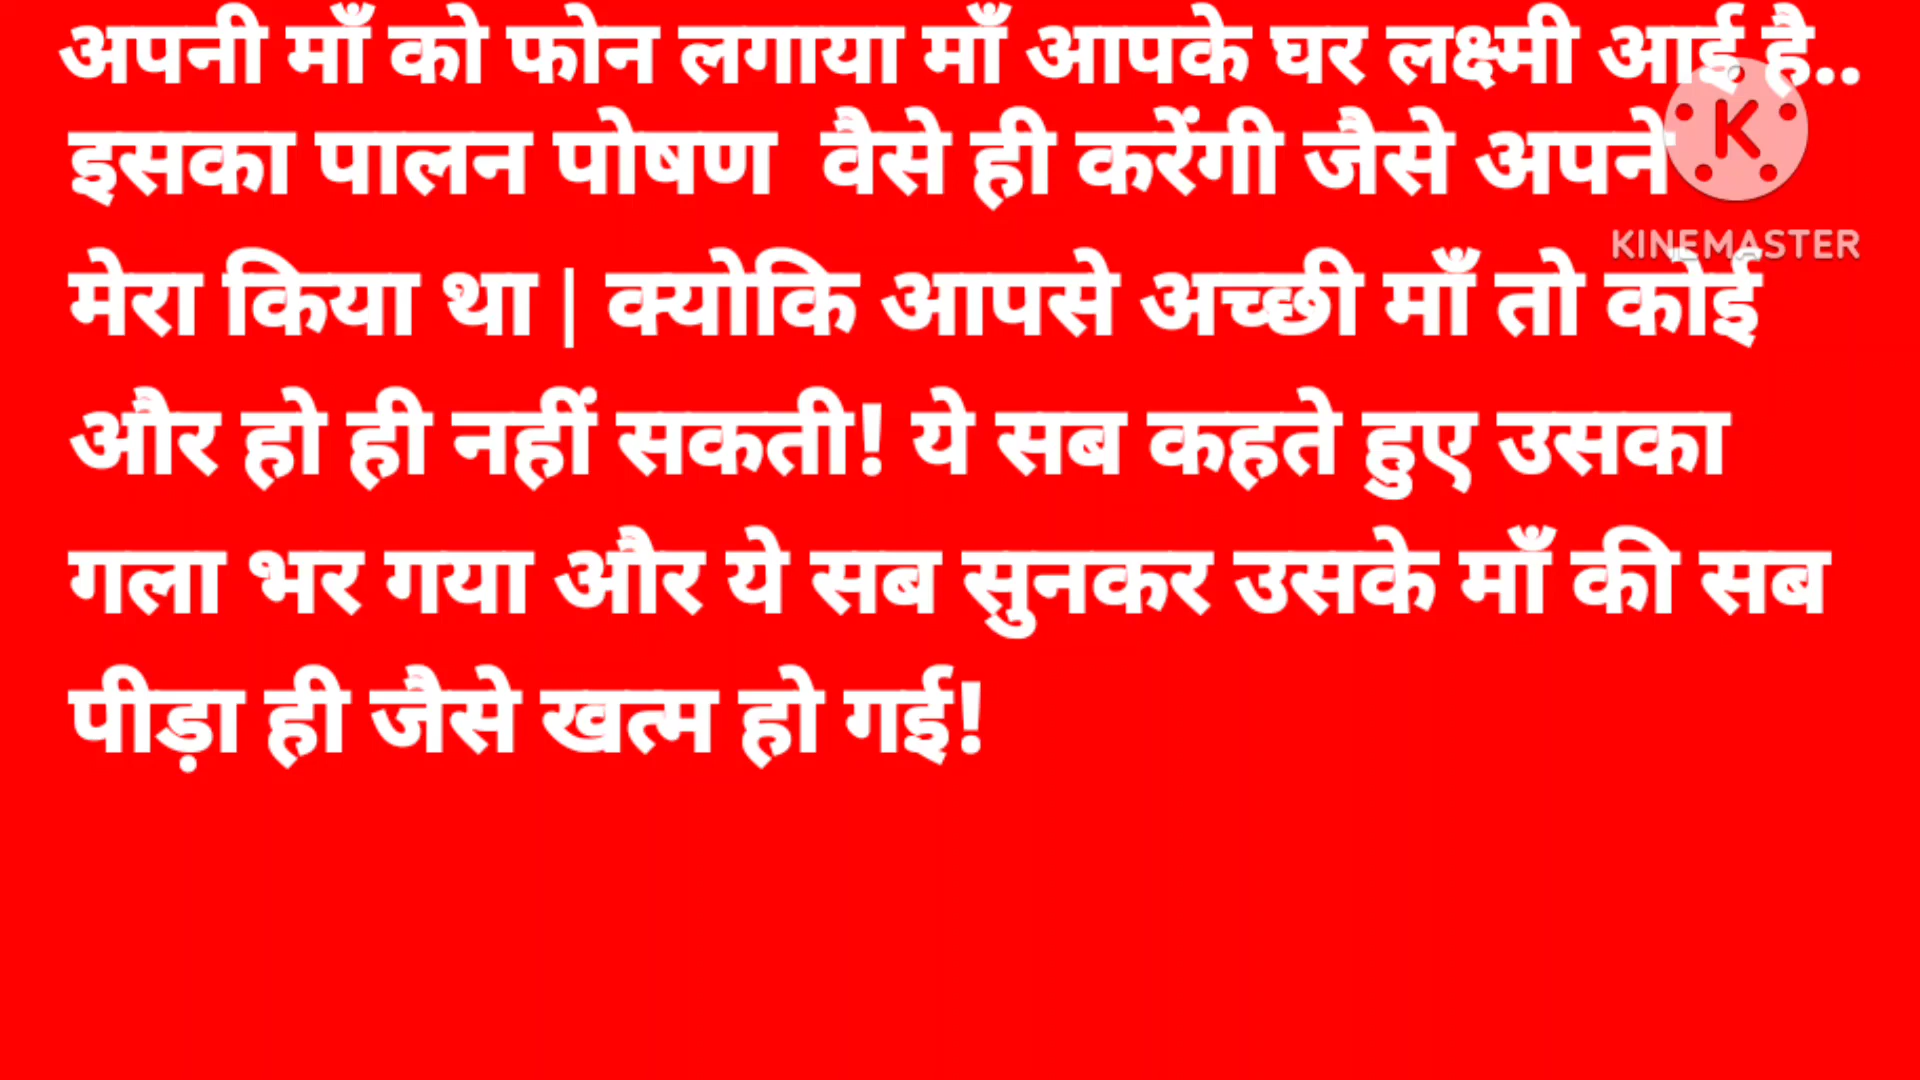 अपनी माँ को फोन लगाया माँ आपके घर लक्ष्मी आई है..
इसका पालन पोषण वैसे ही करेंगी जैसे अपने
K
KINEMASTER
मेरा किया था | क्योकि आपसे अच्छी माँ तो कोई
और हो ही नहीं सकती! ये सब कहते हुए उसका
गला भर गया और ये सब सुनकर उसके माँ की सब
पीड़ा ही जैसे खत्म हो गई!